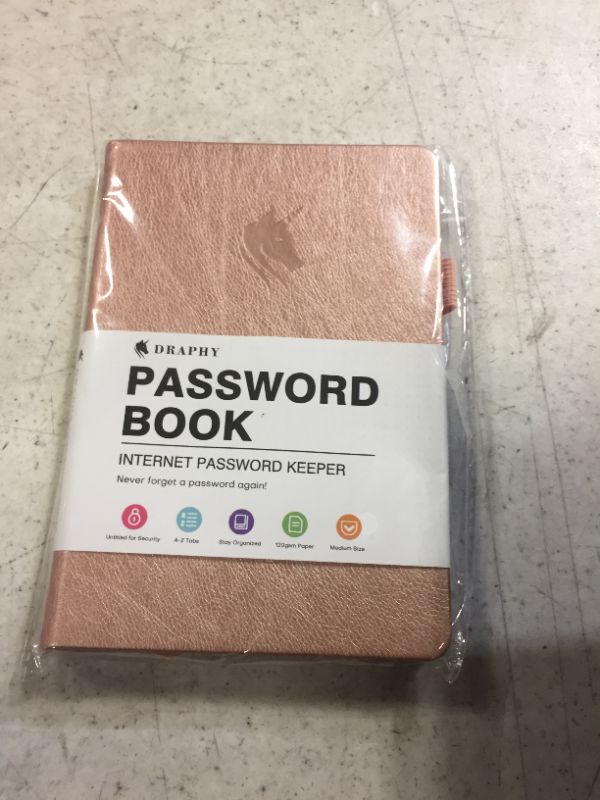 DRAPHY
PASSWORD
BOOK
INTERNET PASSWORD KEEPER
Never forget a password again!
Untitled for Security
A-Z Tabs
Stay Organized
120gsm Paper
Medium Size